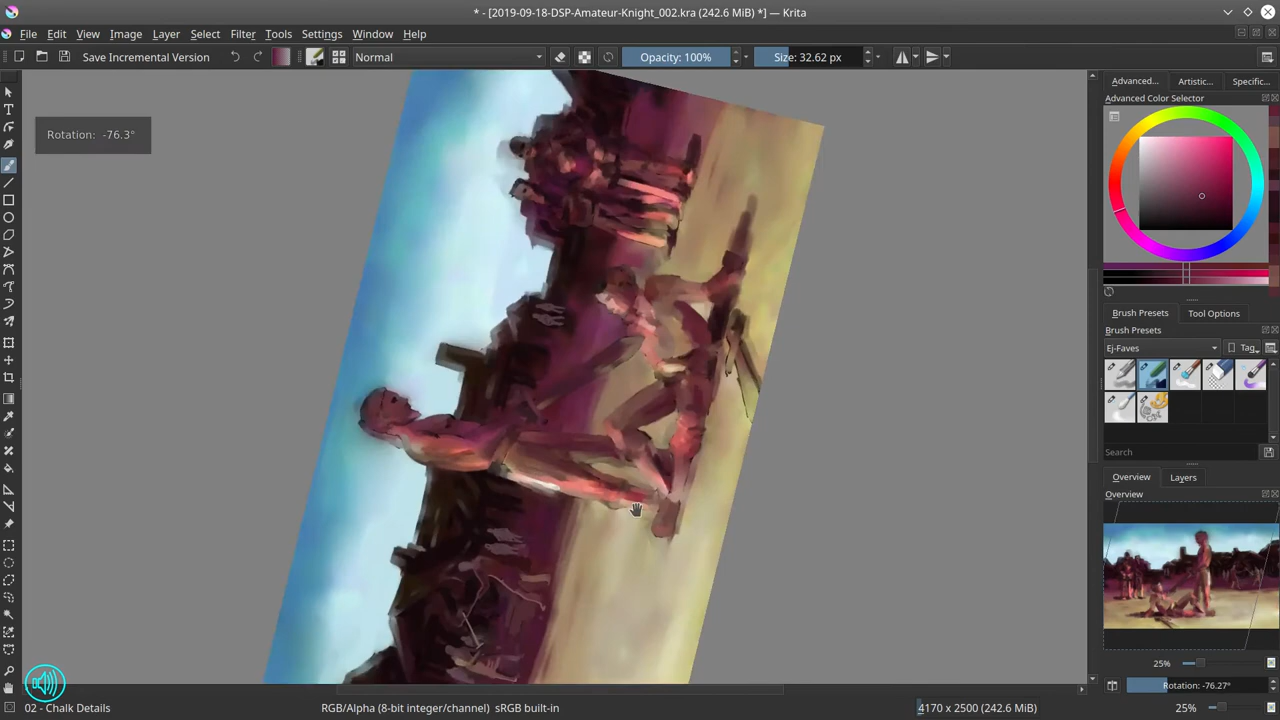 * - [2019-09-18-DSP-Amateur-Knight_002.kra (242.6 MiB) *] — Krita
File Edit View Image Layer Select Filter Tools Settings Window Help
Save Incremental Version Normal Opacity: 100% Size: 32.62 px
Advanced... Artistic... Specific...
Advanced Color Selector
Rotation: -76.3°
Brush Presets Tool Options
Brush Presets
Ej-Faves Tag
Search
Overview Layers
Overview
25%
Rotation: -76.27°
02 - Chalk Details RGB/Alpha (8-bit integer/channel) sRGB built-in 4170 x 2500 (242.6 MiB) 25%